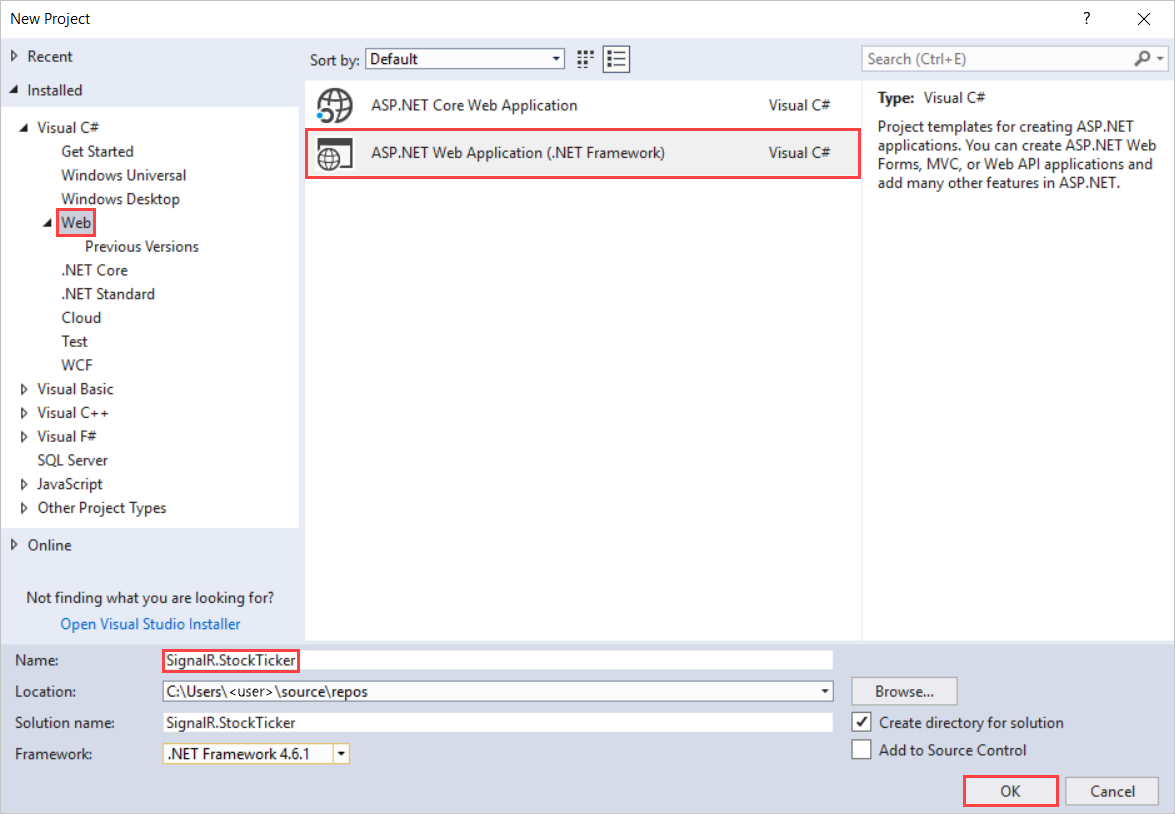 New Project
?
Recent
Installed
Visual C#
Get Started
Windows Universal
Windows Desktop
Web
Previous Versions
.NET Core
.NET Standard
Cloud
Test
WCF
Visual Basic
Visual C++
Visual F#
SQL Server
JavaScript
Other Project Types
Online
Not finding what you are looking for?
Open Visual Studio Installer
Sort by: Default
ASP.NET Core Web Application Visual C#
ASP.NET Web Application (.NET Framework) Visual C#
Search (Ctrl+E)
Type: Visual C#
Project templates for creating ASP.NET
applications. You can create ASP.NET Web
Forms, MVC, or Web API applications and
add many other features in ASP.NET.
Name: SignalR.StockTicker
Location: C:\Users\<user>\source\repos
Browse...
Solution name: SignalR.StockTicker
Create directory for solution
Framework: .NET Framework 4.6.1
Add to Source Control
OK
Cancel